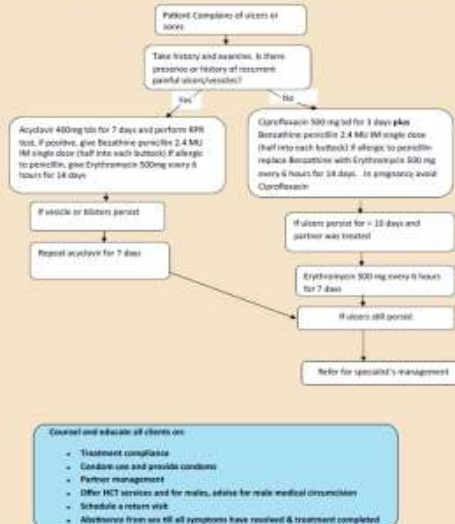 Patient Complains of ulcers or
sores
Take history and examine. Is there
presence or history of recurrent
painful ulcers/vesicles?
Yes
No
Acyclovir 400mg tds for 7 days and perform RPR
test, if positive, give Bezathine penicillin 2.4 MU
IM single dose (half into each buttock) If allergic
to penicillin, give Erythromycin 500mg every 6
hours for 14 days
Ciprofloxacin 500 mg bd for 3 days plus
Benzathine penicillin 2.4 MU IM single dose
(half into each buttock) If allergic to penicillin
replace Benzathine with Erythromycin 500 mg
every 6 hours for 14 days. In pregnancy avoid
Ciprofloxacin
If vesicle or blisters persist
Repeat acyclovir for 7 days
If ulcers persist for > 10 days and
partner was treated
Erythromycin 500 mg every 6 hours
for 7 days
If ulcers still persist
Refer for specialist's management
Counsel and educate all clients on:
• Treatment compliance
• Condom use and provide condoms
• Partner management
• Offer HCT services and for males, advise for male medical circumcision
• Schedule a return visit
• Abstinence from sex till all symptoms have resolved & treatment completed